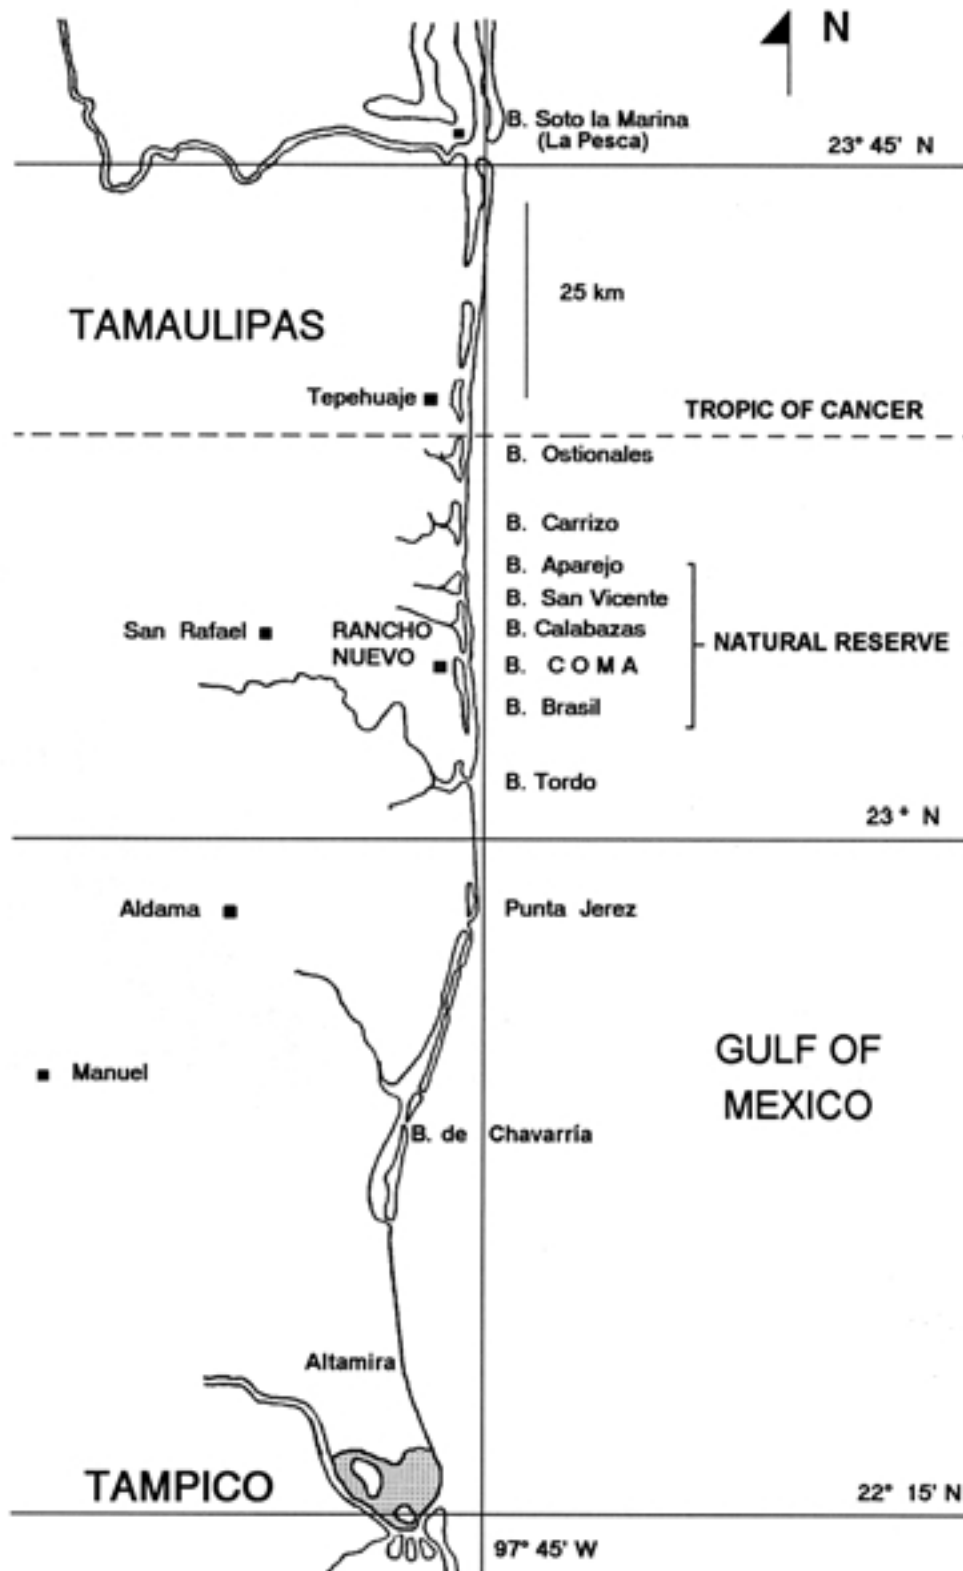 N
B. Soto la Marina
(La Pesca)
23° 45' N
25 km
TAMAULIPAS
Tepehuaje
TROPIC OF CANCER
B. Ostionales
B. Carrizo
B. Aparejo
B. San Vicente
San Rafael
RANCHO
NUEVO
B. Calabazas
NATURAL RESERVE
B. COMA
B. Brasil
B. Tordo
23° N
Aldama
Punta Jerez
GULF OF
MEXICO
Manuel
B. de Chavarría
Altamira
TAMPICO
22° 15' N
97° 45' W